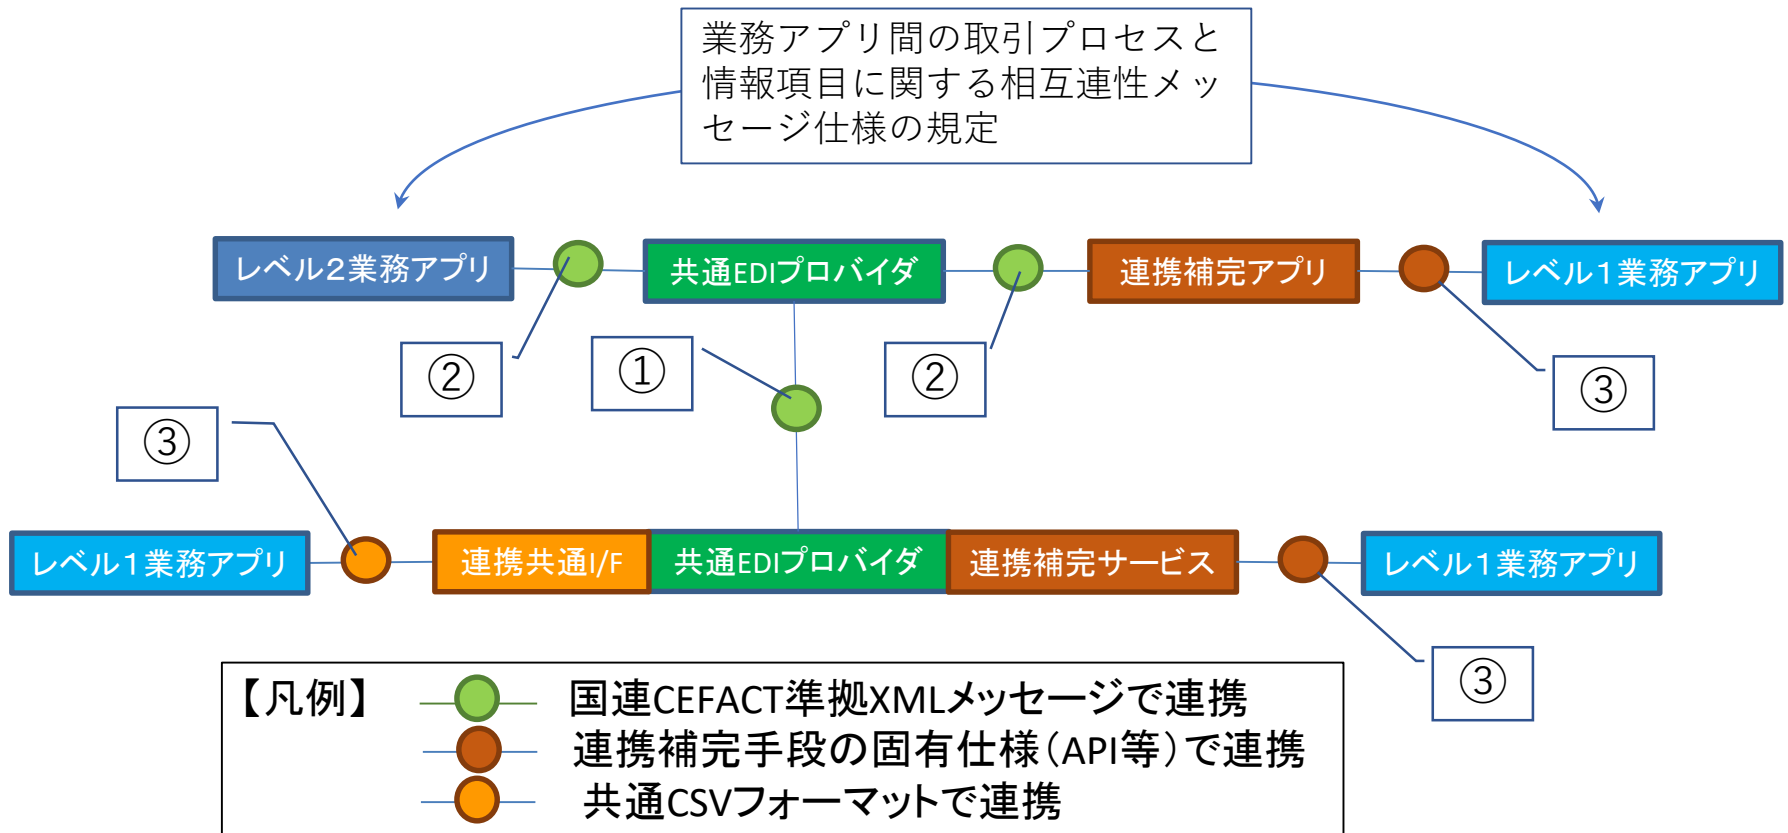 業務アプリ間の取引プロセスと
情報項目に関する相互連性メッ
セージ仕様の規定
レベル２業務アプリ
共通EDIプロバイダ
連携補完アプリ
レベル１業務アプリ
②
①
②
③
③
レベル１業務アプリ
連携共通I/F
共通EDIプロバイダ
連携補完サービス
レベル１業務アプリ
③
【凡例】
国連CEFACT準拠XMLメッセージで連携
連携補完手段の固有仕様（API等）で連携
共通CSVフォーマットで連携